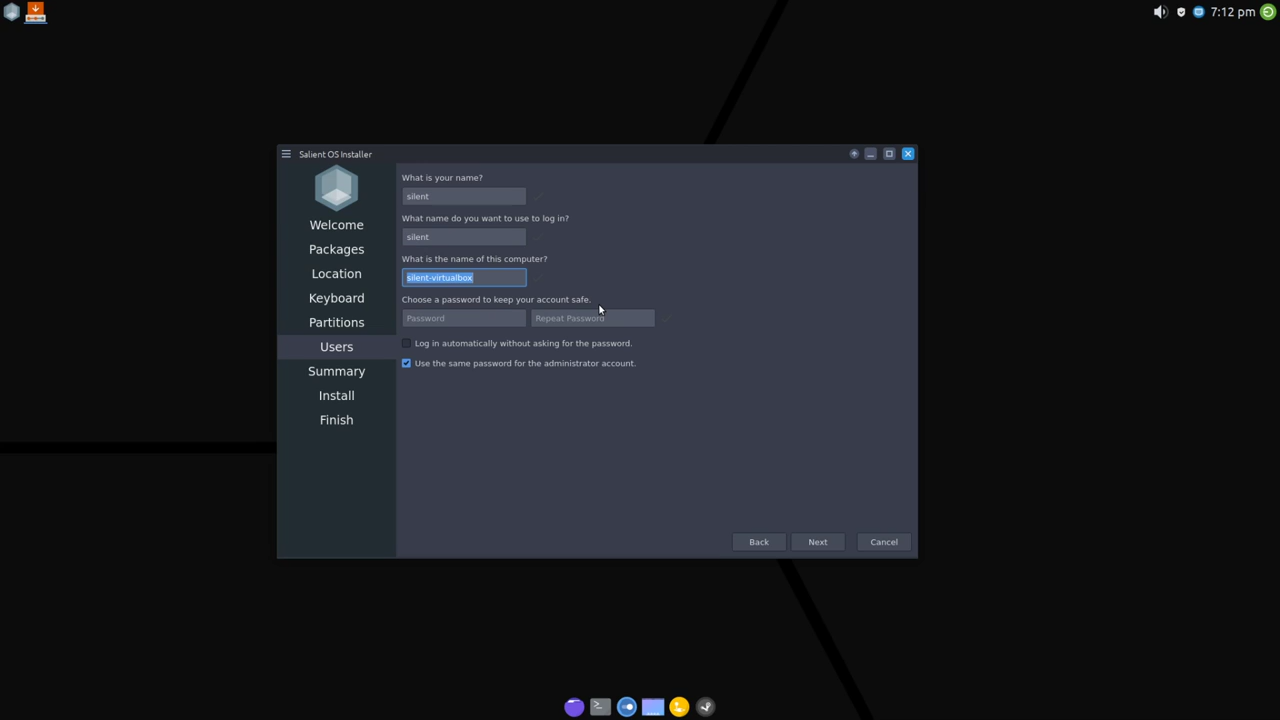 7:12 pm
Salient OS Installer
Welcome
Packages
Location
Keyboard
Partitions
Users
Summary
Install
Finish
What is your name?
silent
What name do you want to use to log in?
silent
What is the name of this computer?
silent-virtualbox
Choose a password to keep your account safe.
Password
Repeat Password
Log in automatically without asking for the password.
Use the same password for the administrator account.
Back
Next
Cancel